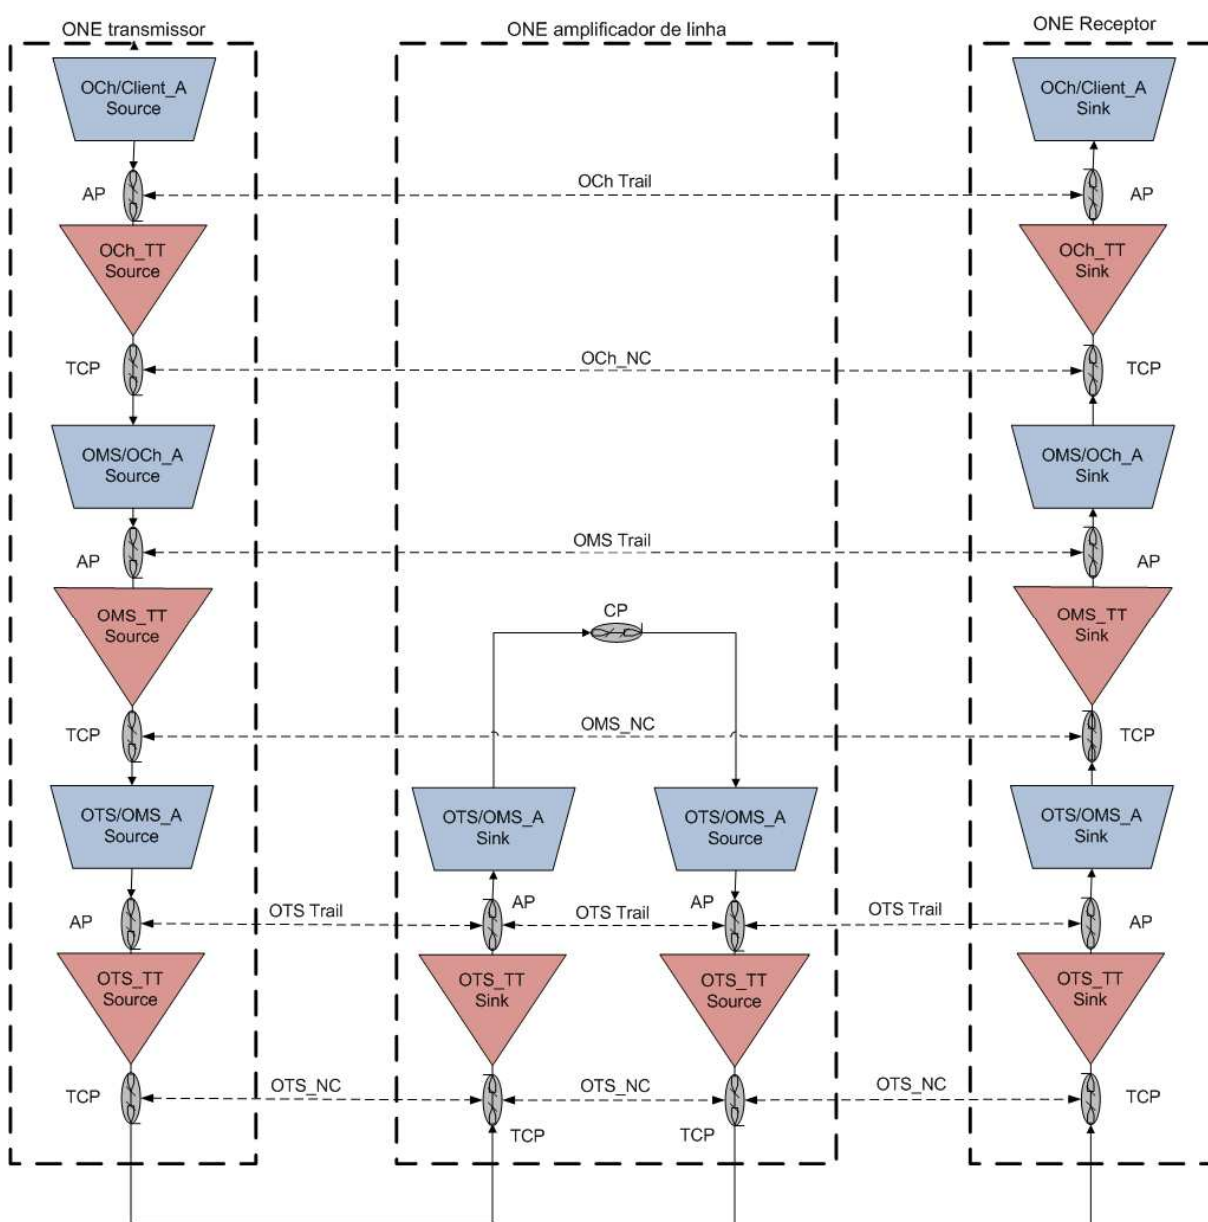 ONE transmissor
ONE amplificador de linha
ONE Receptor
OCh/Client_A
Source
OCh/Client_A
Sink
AP
OCh Trail
AP
OCh_TT
Source
OCh_TT
Sink
TCP
OCh_NC
TCP
OMS/OCh_A
Source
OMS/OCh_A
Sink
AP
OMS Trail
AP
OMS_TT
Source
CP
OMS_TT
Sink
TCP
OMS_NC
TCP
OTS/OMS_A
Source
OTS/OMS_A
Sink
OTS/OMS_A
Source
OTS/OMS_A
Sink
AP
OTS Trail
AP
OTS Trail
AP
OTS Trail
AP
OTS_TT
Source
OTS_TT
Sink
OTS_TT
Source
OTS_TT
Sink
TCP
OTS_NC
TCP
OTS_NC
TCP
OTS_NC
TCP